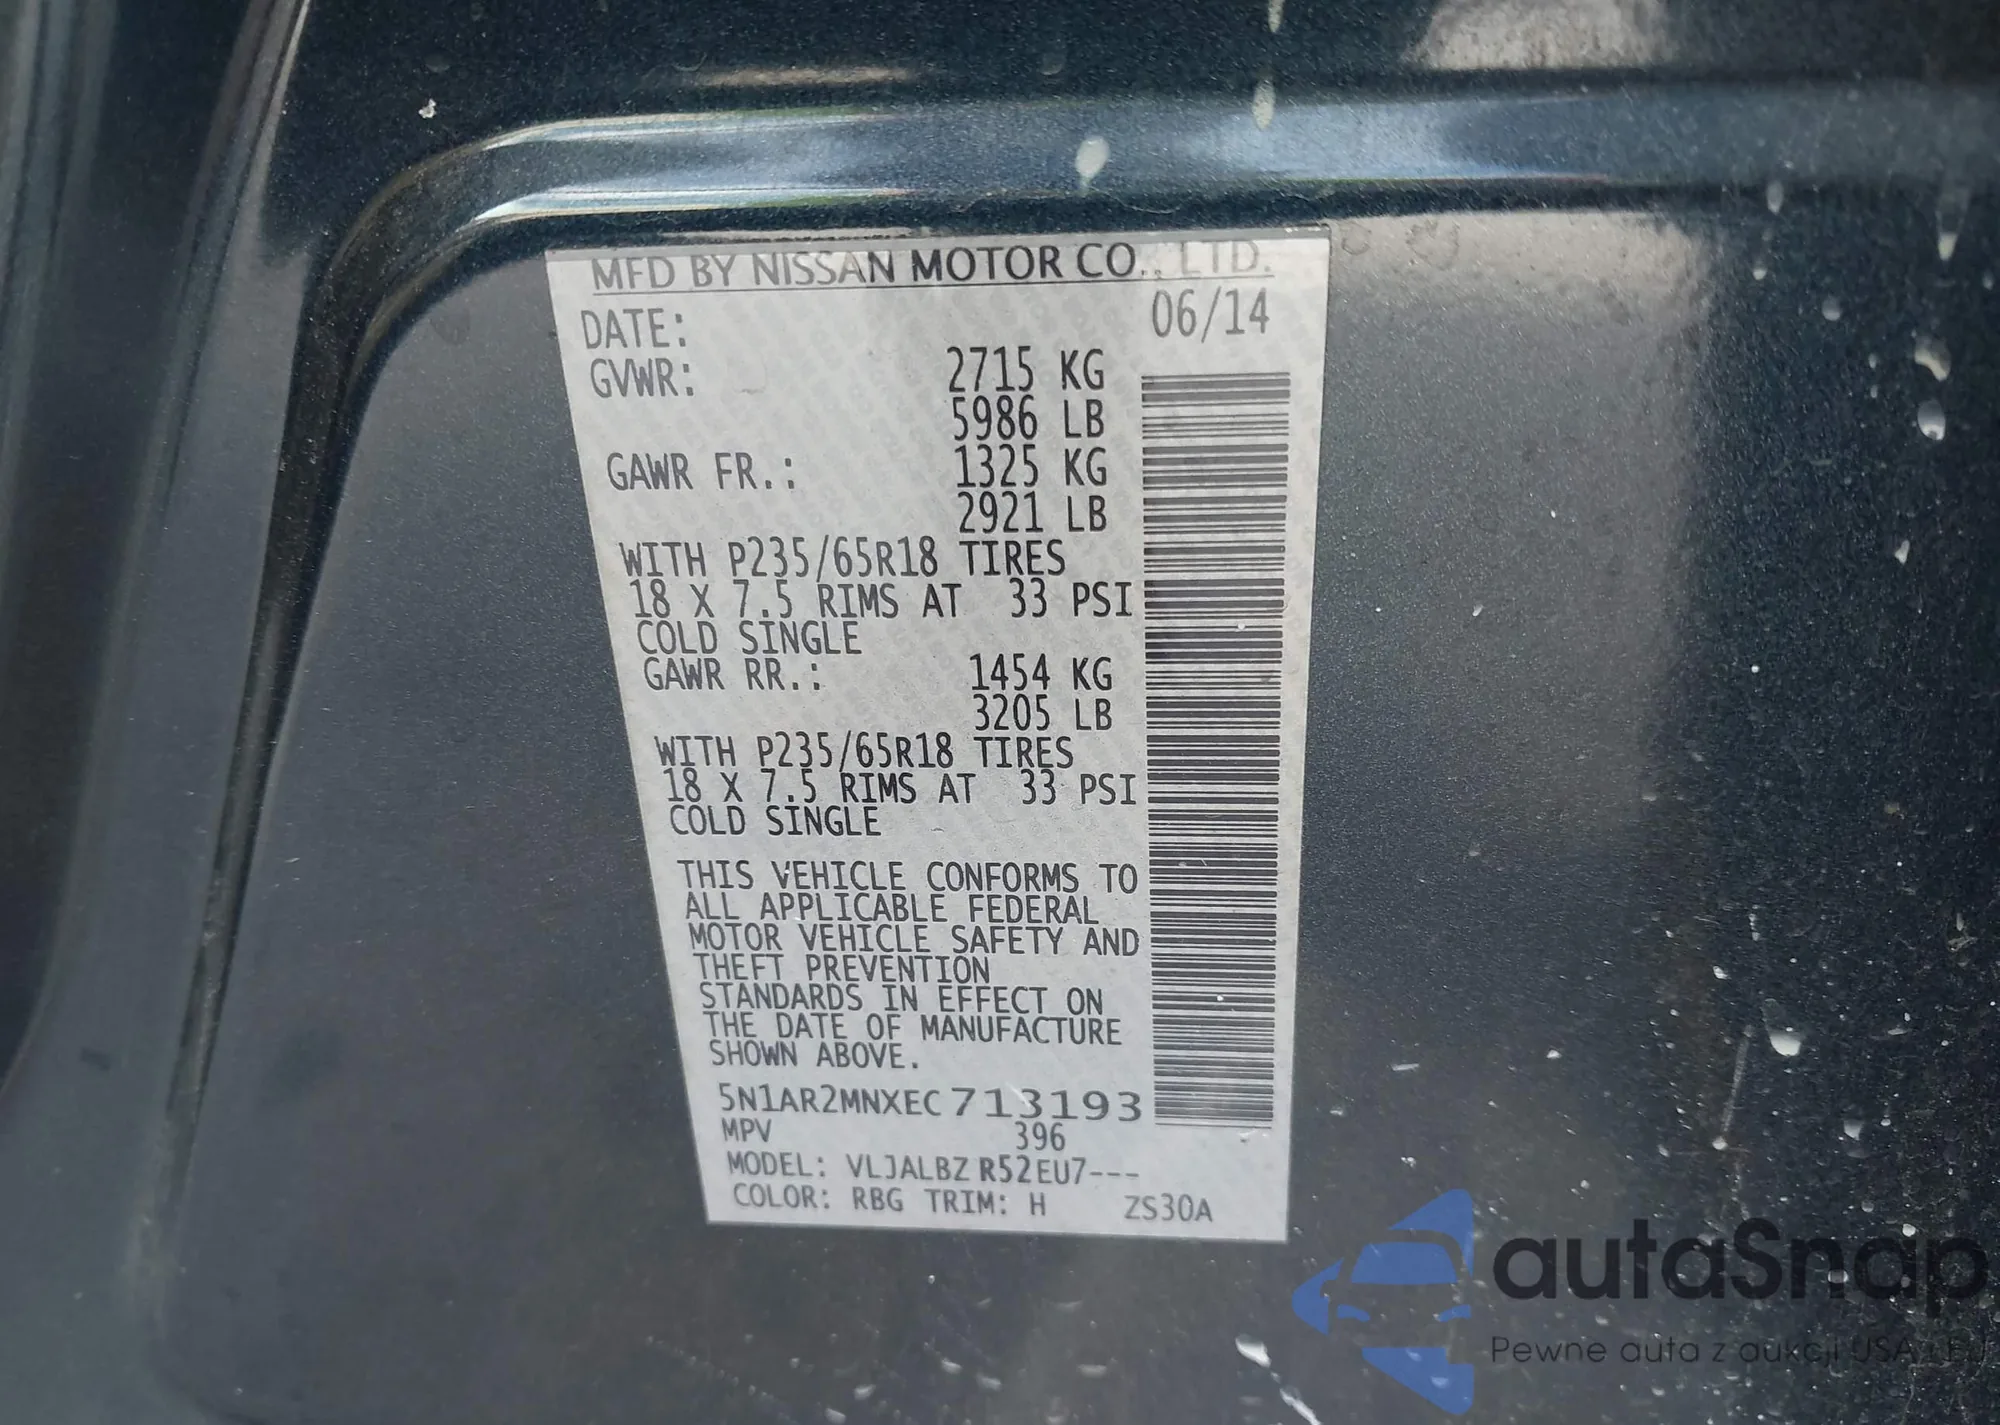 MFD BY NISSAN MOTOR CO., LTD.
DATE: 06/14
GVWR: 2715 KG
5986 LB
GAWR FR.: 1325 KG
2921 LB
WITH P235/65R18 TIRES
18 X 7.5 RIMS AT 33 PSI
COLD SINGLE
GAWR RR.: 1454 KG
3205 LB
WITH P235/65R18 TIRES
18 X 7.5 RIMS AT 33 PSI
COLD SINGLE
THIS VEHICLE CONFORMS TO
ALL APPLICABLE FEDERAL
MOTOR VEHICLE SAFETY AND
THEFT PREVENTION
STANDARDS IN EFFECT ON
THE DATE OF MANUFACTURE
SHOWN ABOVE.
5N1AR2MNXEC713193
MPV 396
MODEL: VLJALBZ R52EU7---
COLOR: RBG TRIM: H ZS30A
autaSnap
Pewne auta z aukcji USA i EU